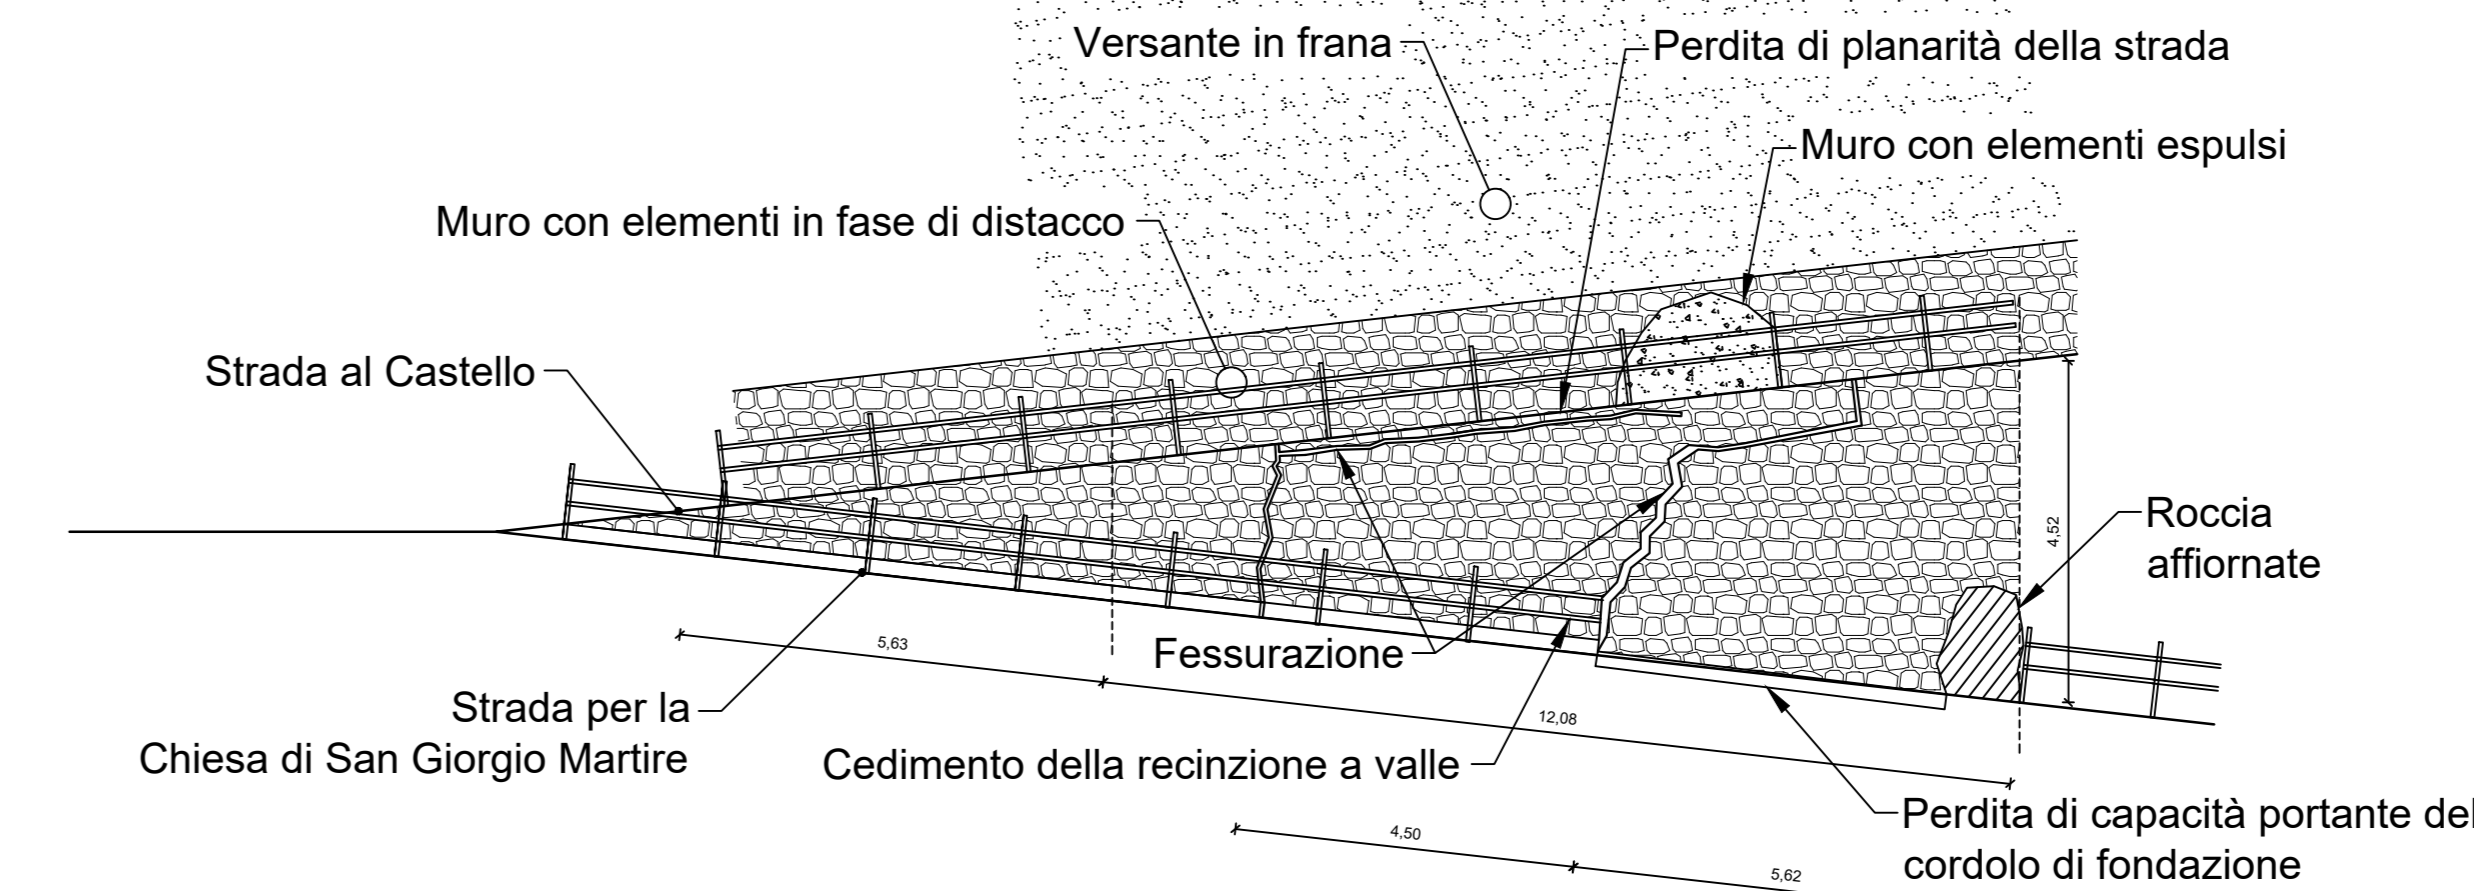 Versante in frana
Perdita di planarità della strada
Muro con elementi espulsi
Muro con elementi in fase di distacco
Strada al Castello
Roccia
affiornate
4,52
5,63
Fessurazione
Strada per la
Chiesa di San Giorgio Martire
12,08
Cedimento della recinzione a valle
Perdita di capacità portante del
cordolo di fondazione
4,50
5,62